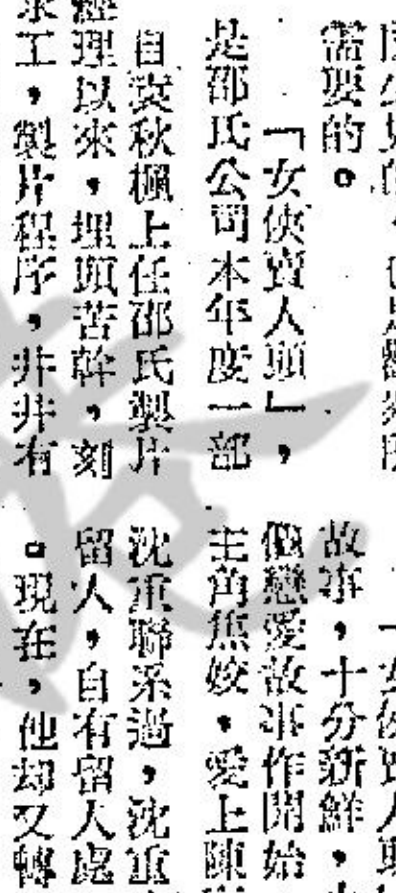 需要的。
「女俠賣人頭」,
是邵氏公司本年度一部
自袁秋楓上任邵氏製片
經理以來,埋頭苦幹,刻
求工,製片程序,井井有
故事,十分新鮮,
個戀愛故事作開始
主角焦姣,愛上陳
沈重聯系過,沈重
留人,自有留人處
。現在,他却又轉